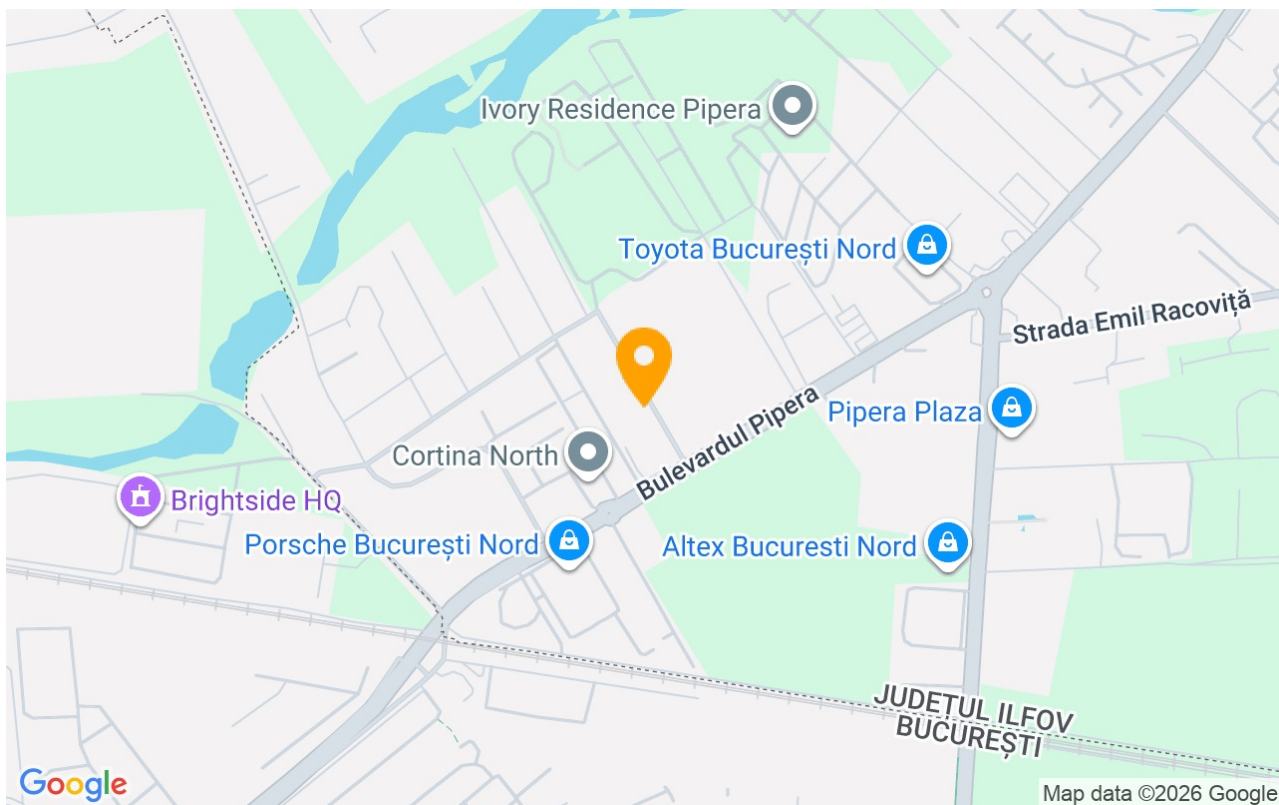 Ivory Residence Pipera
Toyota București Nord
Strada Emil Racoviță
Bulevardul Pipera
Pipera Plaza
Cortina North
Brightside HQ
Porsche București Nord
Altex Bucuresti Nord
JUDEȚUL ILFOV
BUCUREȘTI
Google
Map data ©2026 Google